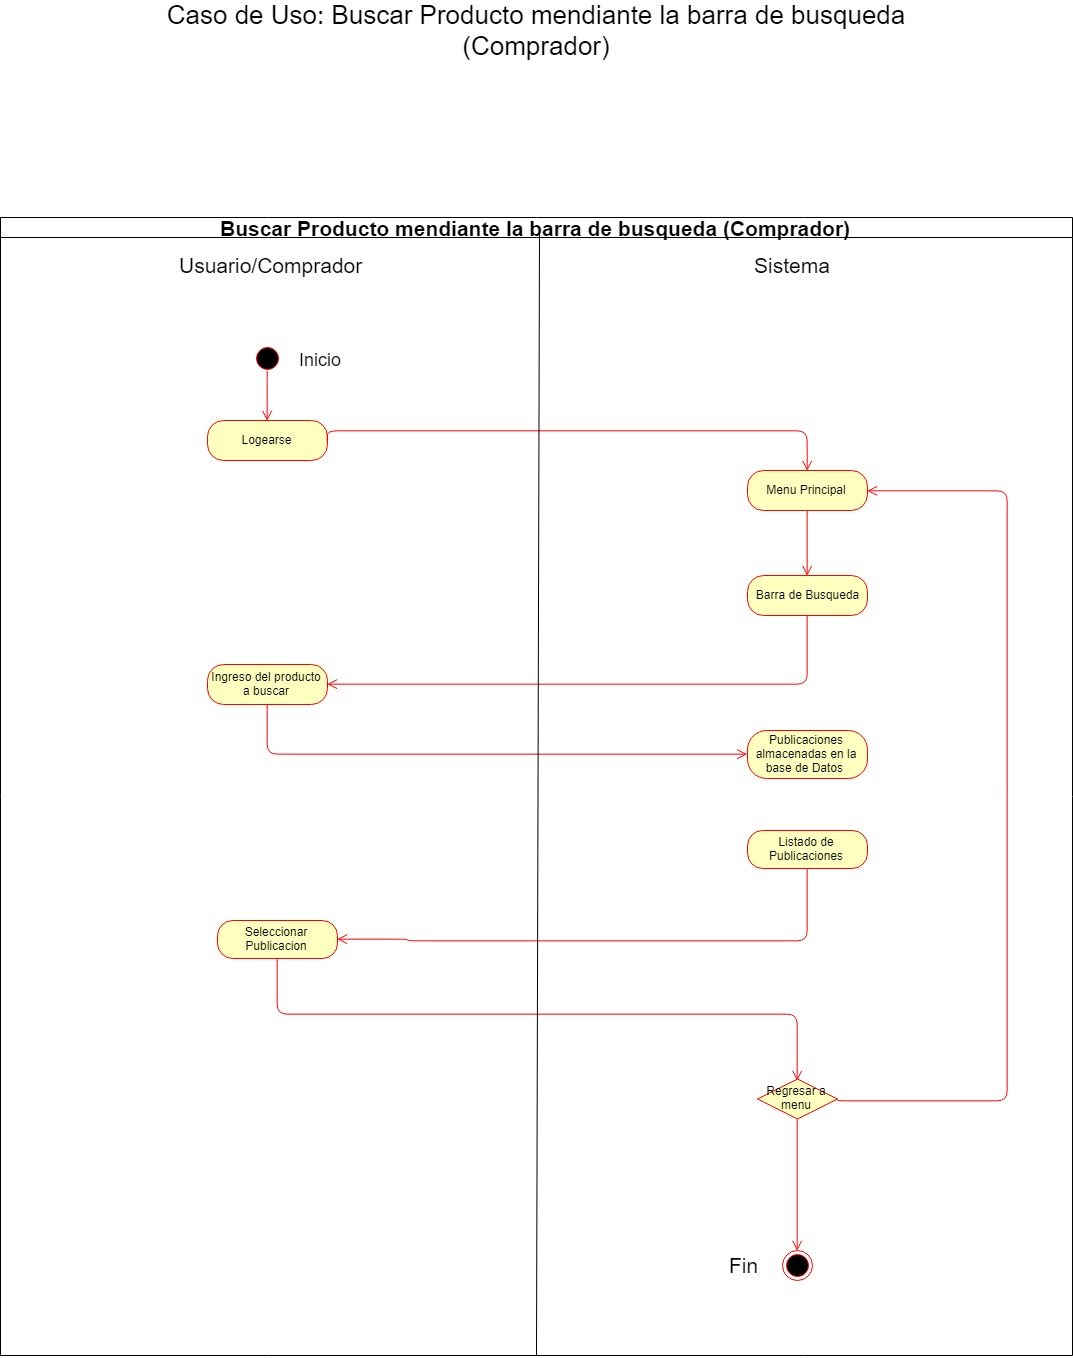 Caso de Uso: Buscar Producto mendiante la barra de busqueda
(Comprador)
Buscar Producto mendiante la barra de busqueda (Comprador)
Usuario/Comprador
Sistema
Inicio
Logearse
Menu Principal
Barra de Busqueda
Ingreso del producto
a buscar
Publicaciones
almacenadas en la
base de Datos
Listado de
Publicaciones
Seleccionar
Publicacion
Regresar a
menu
Fin